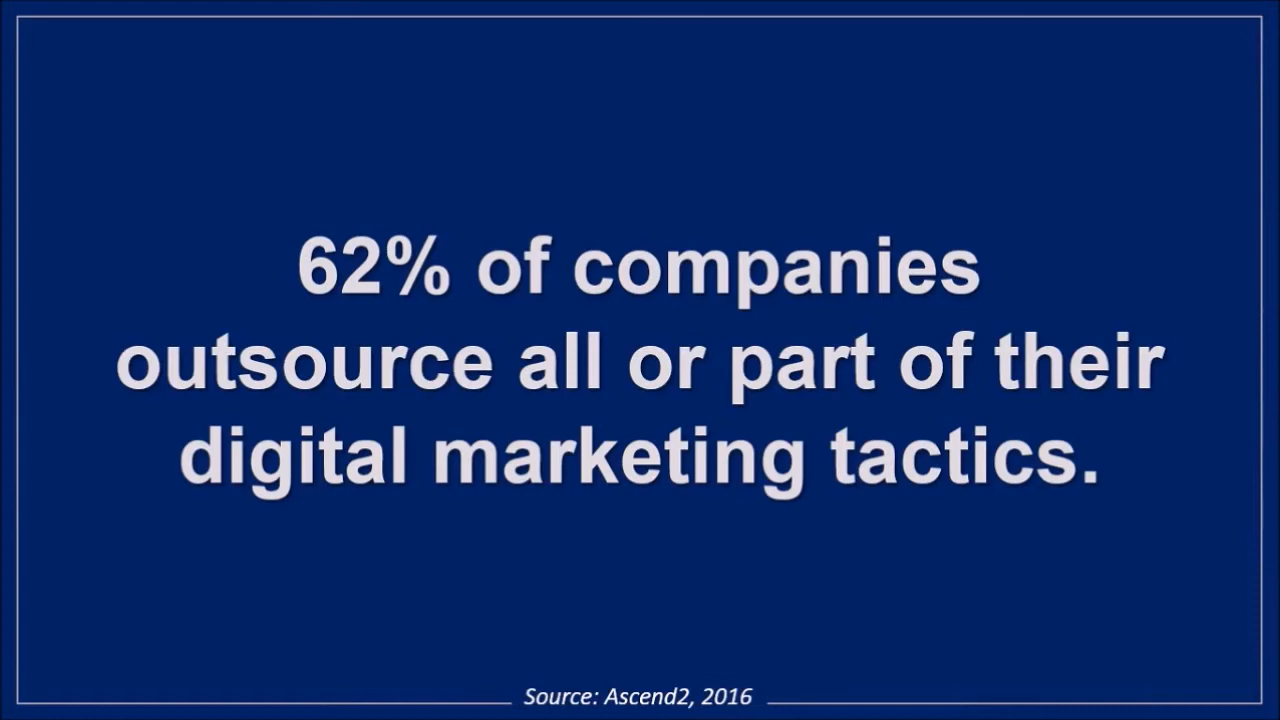 62% of companies
outsource all or part of their
digital marketing tactics.
Source: Ascend2, 2016